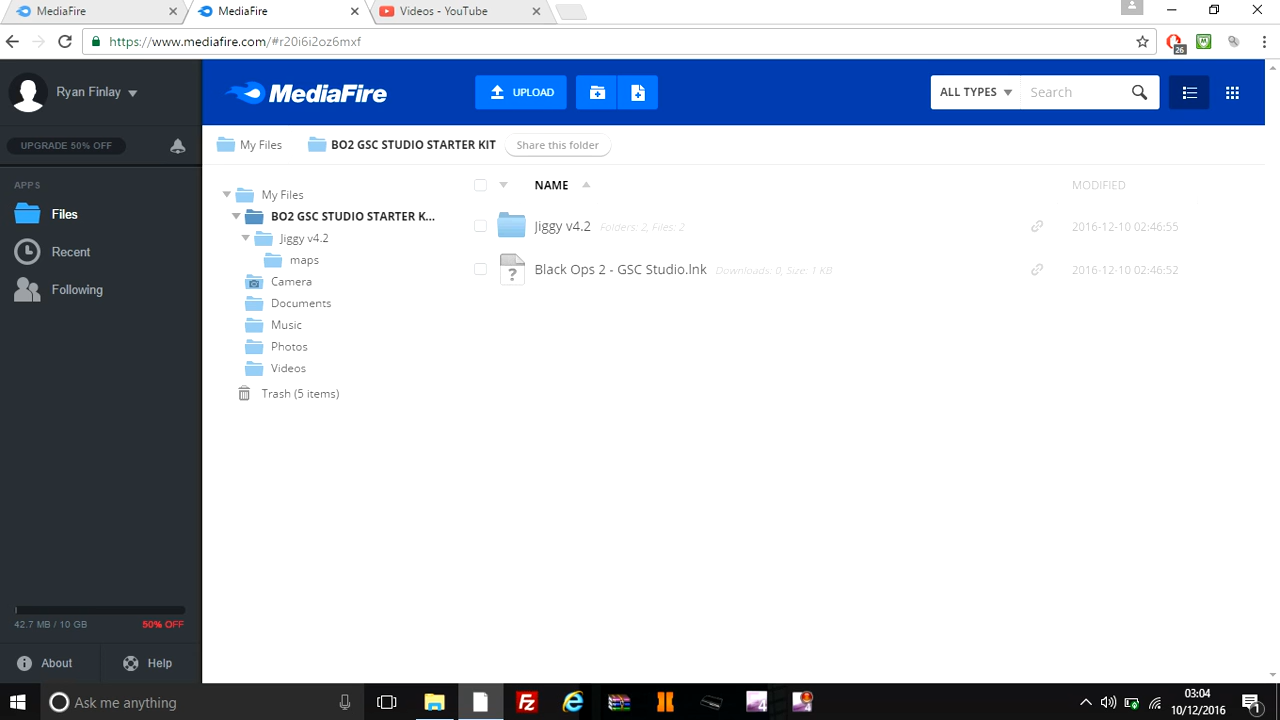 MediaFire
MediaFire
Videos - YouTube
https://www.mediafire.com/#r20i6i2oz6mxf
26
Ryan Finlay
MediaFire
UPLOAD
ALL TYPES
Search
UPGRADE 50% OFF
My Files
BO2 GSC STUDIO STARTER KIT
Share this folder
APPS
Files
Recent
Following
My Files
BO2 GSC STUDIO STARTER K...
Jiggy v4.2
maps
Camera
Documents
Music
Photos
Videos
Trash (5 items)
NAME
MODIFIED
Jiggy v4.2 Folders: 2, Files: 2
2016-12-10 02:46:55
Black Ops 2 - GSC Studio.lnk Downloads: 0, Size: 1 KB
2016-12-10 02:46:52
42.7 MB / 10 GB
50% OFF
About
Help
Ask me anything
03:04
10/12/2016
1